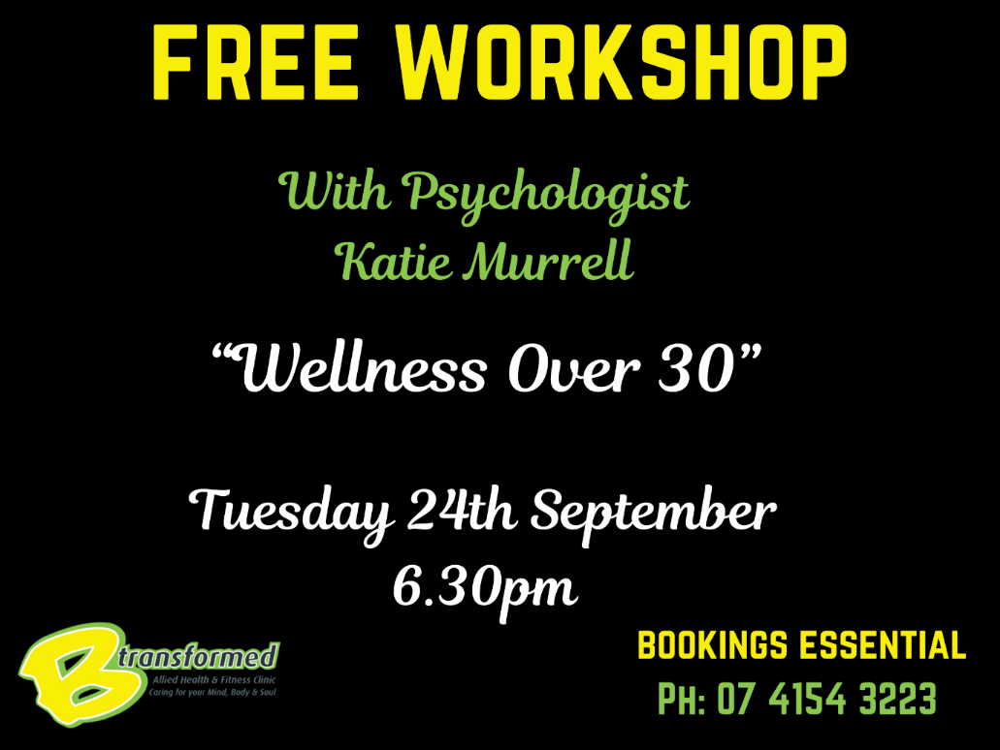 FREE WORKSHOP
With Psychologist
Katie Murrell
“Wellness Over 30”
Tuesday 24th September
6.30pm
B transformed
Allied Health & Fitness Clinic
Caring for your Mind, Body & Soul
BOOKINGS ESSENTIAL
PH: 07 4154 3223